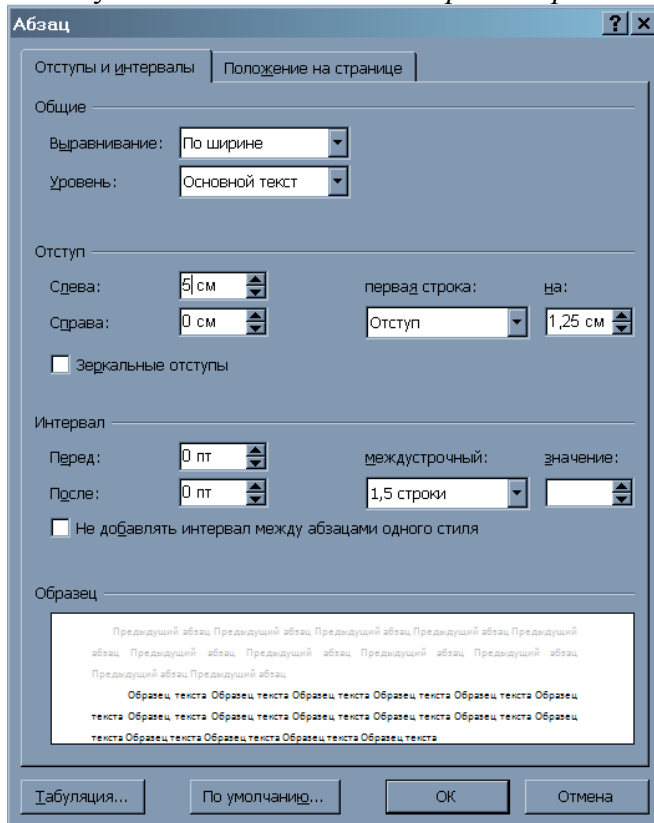 Абзац ? ×
Отступы и интервалы Положение на странице
Общие
Выравнивание: По ширине
Уровень: Основной текст
Отступ
Слева: 5 см первая строка: на:
Справа: 0 см Отступ 1,25 см
Зеркальные отступы
Интервал
Перед: 0 пт междустрочный: значение:
После: 0 пт 1,5 строки
Не добавлять интервал между абзацами одного стиля
Образец
Предыдущий абзац Предыдущий абзац Предыдущий абзац Предыдущий абзац Предыдущий
абзац Предыдущий абзац Предыдущий абзац Предыдущий абзац Предыдущий абзац
Предыдущий абзац Предыдущий абзац
Образец текста Образец текста Образец текста Образец текста Образец текста Образец
текста Образец текста Образец текста Образец текста Образец текста Образец
текста Образец текста Образец текста Образец текста Образец текста
Табуляция... По умолчанию... ОК Отмена